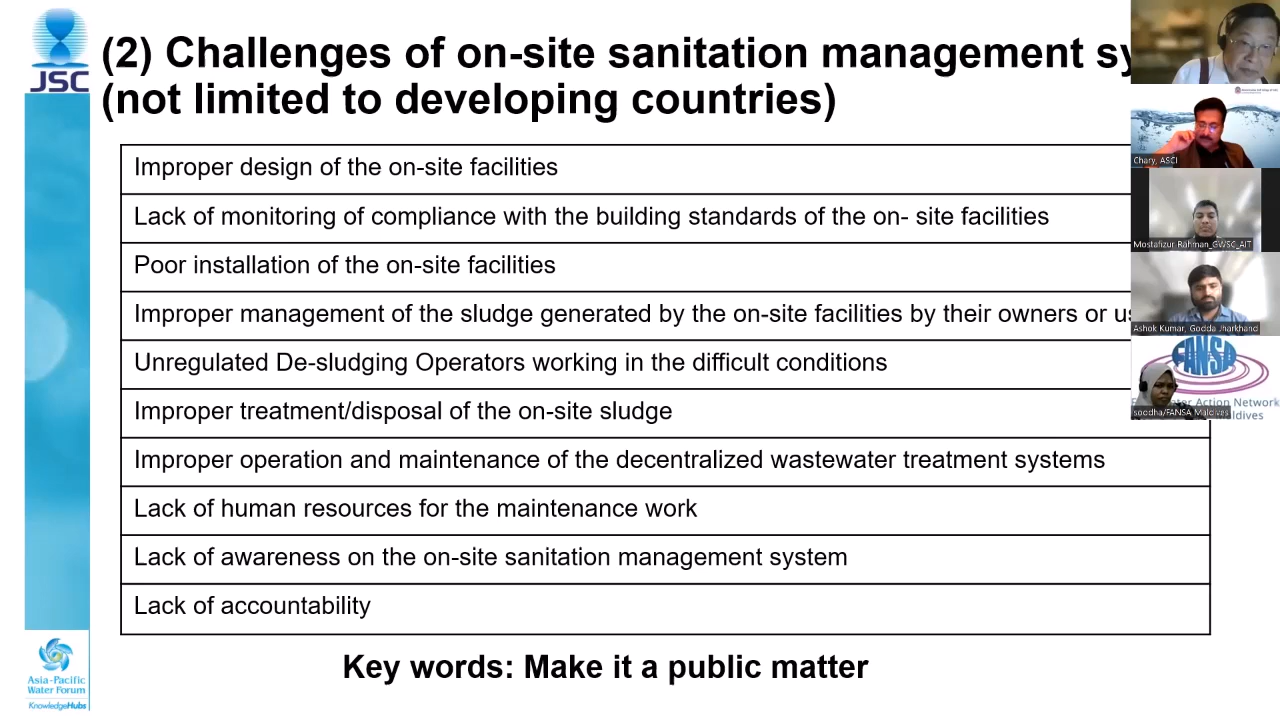 JSC
(2) Challenges of on-site sanitation management
(not limited to developing countries)
Improper design of the on-site facilities
Lack of monitoring of compliance with the building standards of the on- site facilities
Poor installation of the on-site facilities
Improper management of the sludge generated by the on-site facilities by their owners or
Unregulated De-sludging Operators working in the difficult conditions
Improper treatment/disposal of the on-site sludge
Improper operation and maintenance of the decentralized wastewater treatment systems
Lack of human resources for the maintenance work
Lack of awareness on the on-site sanitation management system
Lack of accountability
Key words: Make it a public matter
Asia-Pacific
Water Forum
KnowledgeHubs
Chary, ASCI
Mostafizur Rahman_GWSC_AIT
Ashok Kumar, Godda Jharkhand
FANSA
Action Network
soodha/FANSA Maldives